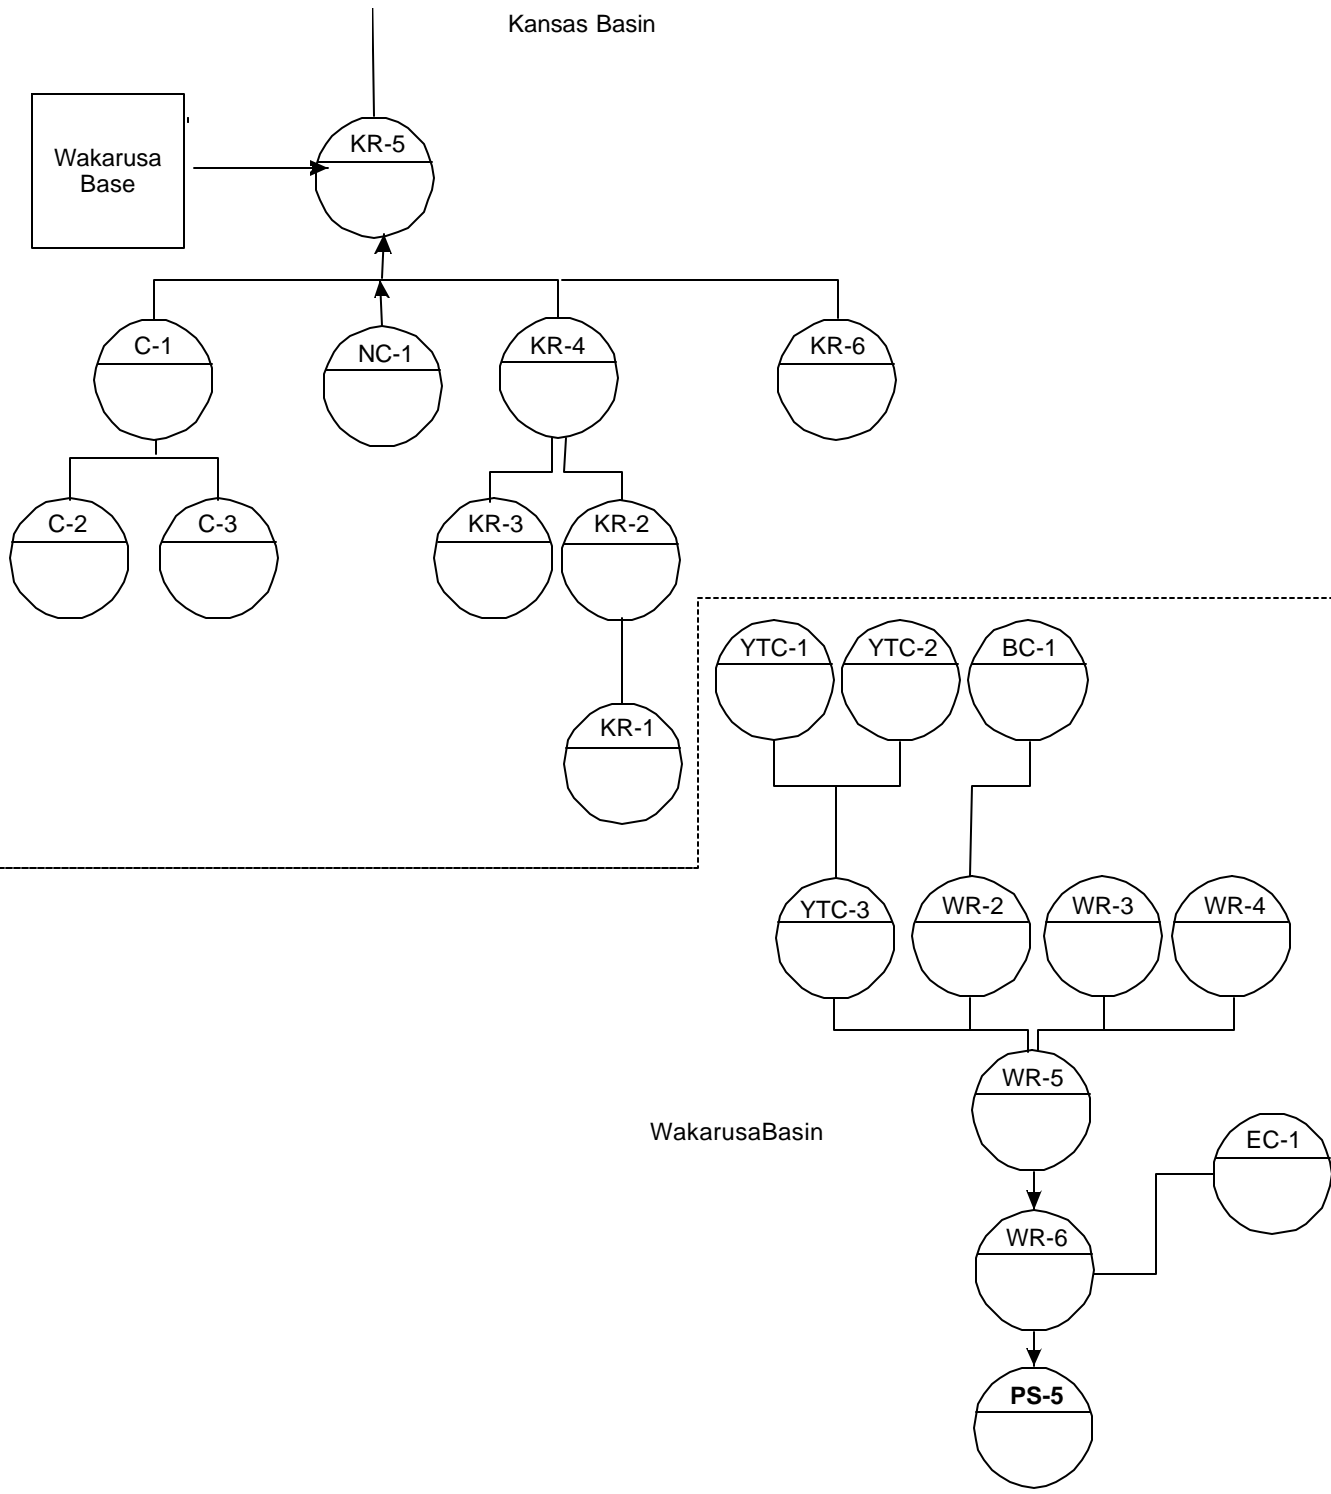 Kansas Basin
KR-5
Wakarusa
Base
C-1
NC-1
KR-4
KR-6
C-2
C-3
KR-3
KR-2
YTC-1
YTC-2
BC-1
KR-1
YTC-3
WR-2
WR-3
WR-4
WR-5
WakarusaBasin
EC-1
WR-6
PS-5